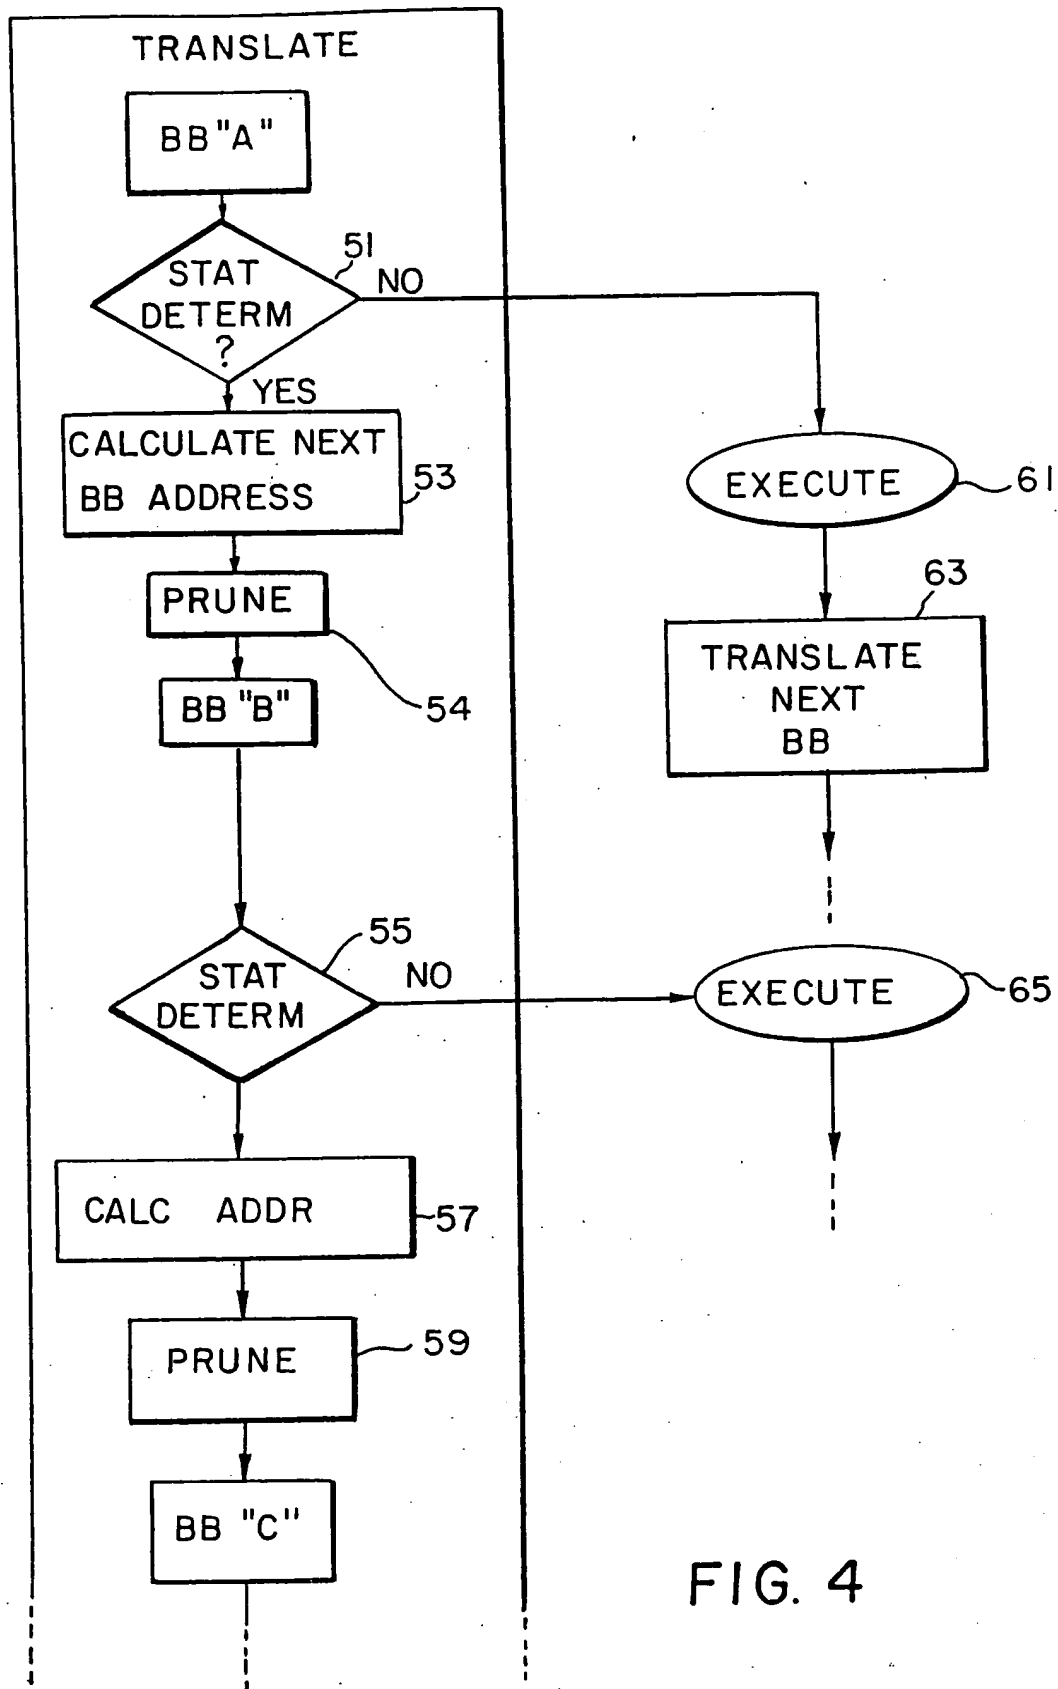 TRANSLATE
BB "A"
51
STAT
DETERM
?
NO
YES
CALCULATE NEXT
BB ADDRESS
53
EXECUTE
61
PRUNE
54
63
TRANSLATE
NEXT
BB
BB "B"
55
STAT
DETERM
NO
EXECUTE
65
CALC ADDR
57
PRUNE
59
BB "C"
FIG. 4